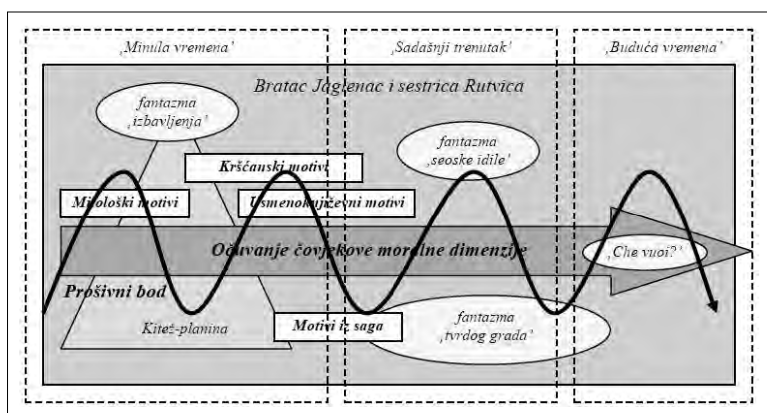 ‚Minula vremena’
‚Sadašnji trenutak’
‚Buduća vremena’
Bratac Jaglenac i sestrica Rutvica
fantazma
‚izbavljenja’
fantazma
‚seoske idile’
Kršćanski motivi
Mitološki motivi
Usmenoknjiževni motivi
Očuvanje čovjekove moralne dimenzije
‚Che vuoi?’
Prošivni bod
Kitež-planina
Motivi iz saga
fantazma
‚tvrdog grada’